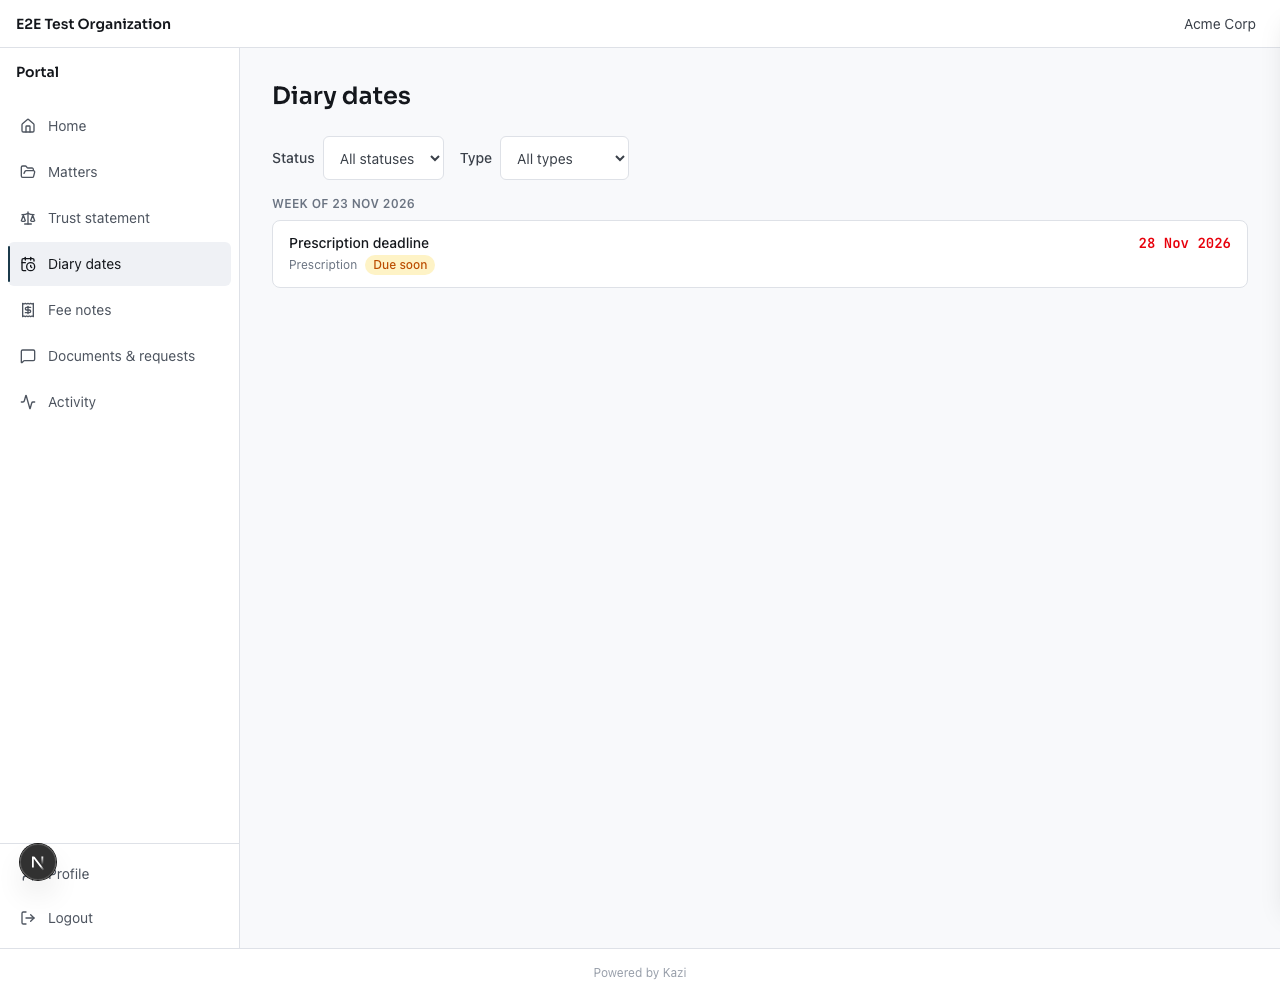 E2E Test Organization
Acme Corp
Portal
Home
Matters
Trust statement
Diary dates
Fee notes
Documents & requests
Activity
Diary dates
Status
All statuses
Type
All types
WEEK OF 23 NOV 2026
Prescription deadline
28 Nov 2026
Prescription
Due soon
N
Profile
Logout
Powered by Kazi